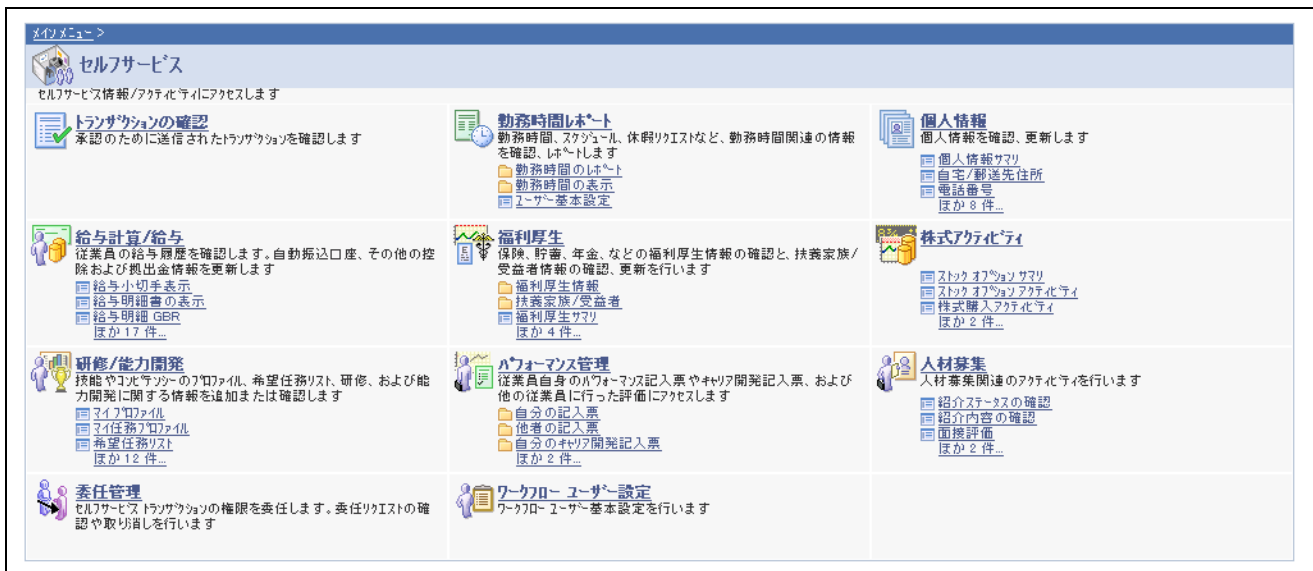 メインメニュー >
セルフサービス
セルフサービス情報/アクティビティにアクセスします
トランザクションの確認
承認のために送信されたトランザクションを確認します
勤務時間レポート
勤務時間、スケジュール、休暇リクエストなど、勤務時間関連の情報
を確認、レポートします
勤務時間のレポート
勤務時間の表示
ユーザー基本設定
個人情報
個人情報を確認、更新します
個人情報サマリ
自宅/郵送先住所
電話番号
ほか 8 件...
給与計算/給与
従業員の給与履歴を確認します。自動振込口座、その他の控
除および拠出金情報を更新します
給与小切手表示
給与明細書の表示
給与明細 GBR
ほか 17 件...
福利厚生
保険、貯蓄、年金、などの福利厚生情報の確認と、扶養家族/
受益者情報の確認、更新を行います
福利厚生情報
扶養家族/受益者
福利厚生サマリ
ほか 4 件...
株式アクティビティ
ストック オプション サマリ
ストック オプション アクティビティ
株式購入アクティビティ
ほか 2 件...
研修/能力開発
技能やコンピテンシーのプロファイル、希望任務リスト、研修、および能
力開発に関する情報を追加または確認します
マイ プロファイル
マイ任務プロファイル
希望任務リスト
ほか 12 件...
パフォーマンス管理
従業員自身のパフォーマンス記入票やキャリア開発記入票、および
他の従業員に行った評価にアクセスします
自分の記入票
他者の記入票
自分のキャリア開発記入票
ほか 2 件...
人材募集
人材募集関連のアクティビティを行います
紹介ステータスの確認
紹介内容の確認
面接評価
ほか 2 件...
委任管理
セルフサービス トランザクションの権限を委任します。委任リクエストの確
認や取り消しを行います
ワークフロー ユーザー設定
ワークフロー ユーザー基本設定を行います